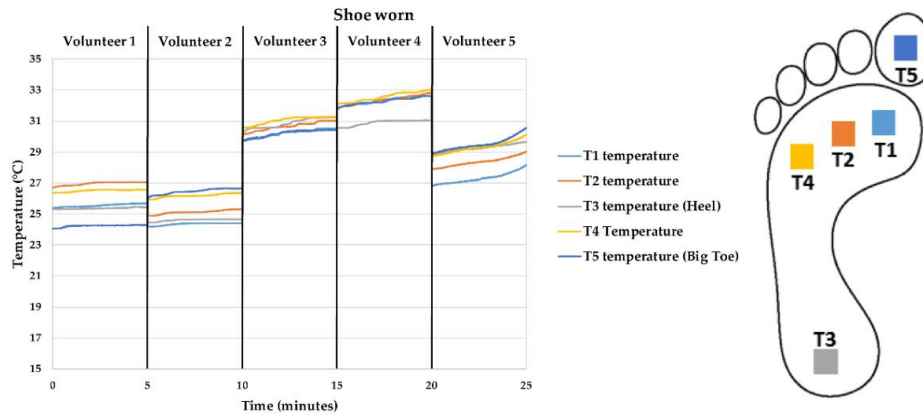 Shoe worn
Volunteer 1 Volunteer 2 Volunteer 3 Volunteer 4 Volunteer 5
35
33
31
29
27
25
23
21
19
17
15
Temperature (°C)
0 5 10 15 20 25
Time (minutes)
T1 temperature
T2 temperature
T3 temperature (Heel)
T4 Temperature
T5 temperature (Big Toe)
T5
T1
T2
T4
T3